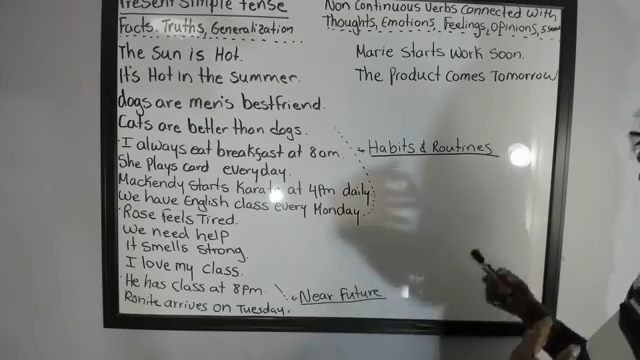 Present Simple Tense
Facts, Truths, Generalization
The Sun is Hot.
It's Hot in the Summer.
dogs are men's bestfriend.
Cats are better than dogs.
I always eat breakfast at 8am.
She Plays card everyday.
Mackendy Starts Karate at 4Pm daily.
We have English class every Monday.
Rose Feels Tired.
We need help
It Smells Strong.
I love my class.
He has Class at 8Pm.
Ronite arrives on Tuesday.
Non Continuous Verbs Connected With
Thoughts, Emotions, Feelings, Opinions, 5
Marie Starts Work Soon.
The Product Comes Tomorrow
Habits & Routines
Near Future